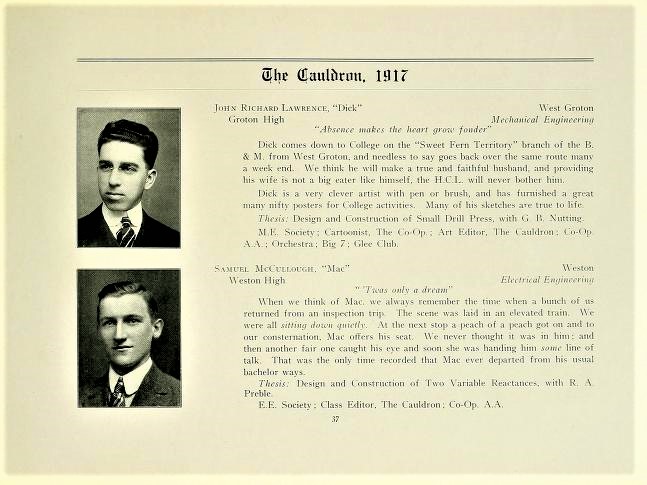 The Cauldron, 1917
John Richard Lawrence, "Dick" West Groton
Groton High Mechanical Engineering
"Absence makes the heart grow fonder"
Dick comes down to College on the "Sweet Fern Territory" branch of the B.
& M. from West Groton, and needless to say goes back over the same route many
a week end. We think he will make a true and faithful husband, and providing
his wife is not a big eater like himself, the H.C.L. will never bother him.
Dick is a very clever artist with pen or brush, and has furnished a great
many nifty posters for College activities. Many of his sketches are true to life.
Thesis: Design and Construction of Small Drill Press, with G. B. Nutting.
M.E. Society; Cartoonist, The Co-Op.; Art Editor, The Cauldron; Co-Op.
A.A.; Orchestra; Big 7; Glee Club.
Samuel McCullough, "Mac" Weston
Weston High Electrical Engineering
"'Twas only a dream"
When we think of Mac. we always remember the time when a bunch of us
returned from an inspection trip. The scene was laid in an elevated train. We
were all sitting down quietly. At the next stop a peach of a peach got on and to
our consternation, Mac offers his seat. We never thought it was in him; and
then another fair one caught his eye and soon she was handing him some line of
talk. That was the only time recorded that Mac ever departed from his usual
bachelor ways.
Thesis: Design and Construction of Two Variable Reactances, with R. A.
Preble.
E.E. Society; Class Editor, The Cauldron; Co-Op. A.A.
37